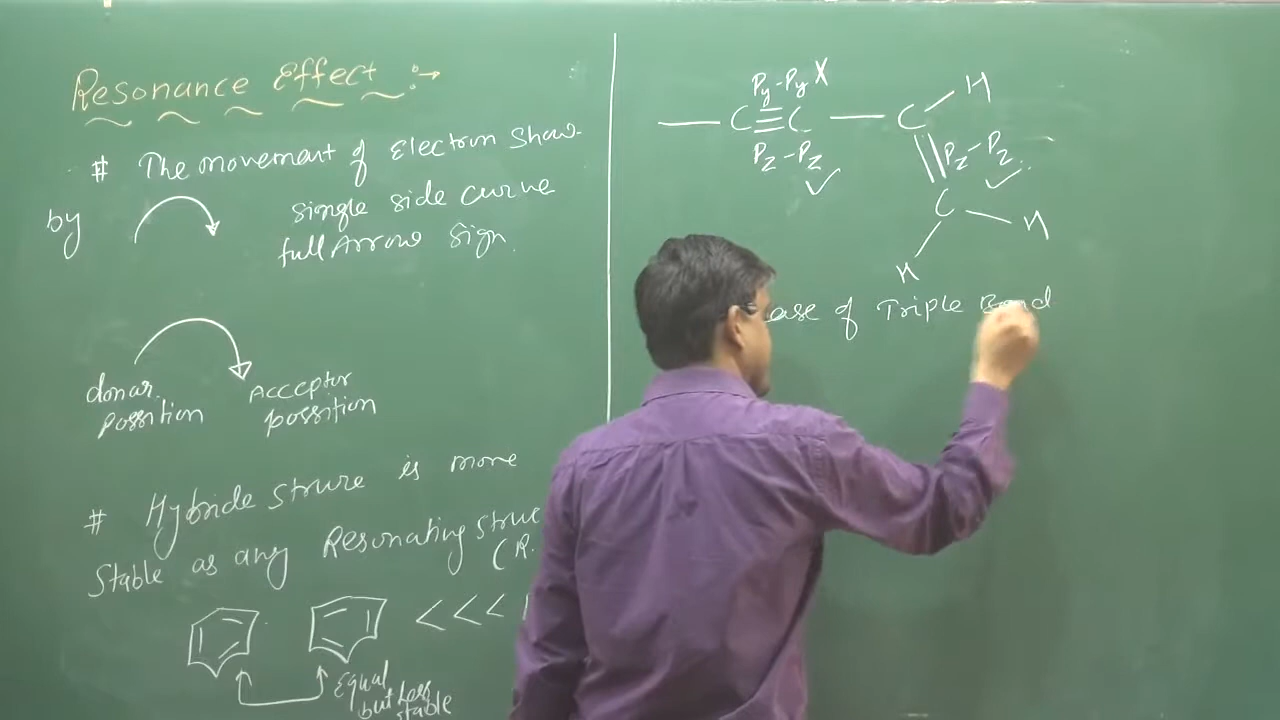 Resonance Effect :→
# The movement of Electron Show
by single side curve
full Arrow sign.
donar. Acceptor
possition possition
# Hybride Strure is more
stable as any Resonating struc
(R.
<<<
Equal
but Less
stable
Py-Py X
— C≡C — C H
Pz-Pz ✓
Pz-Pz ✓
C H
H
ase of Triple Bond